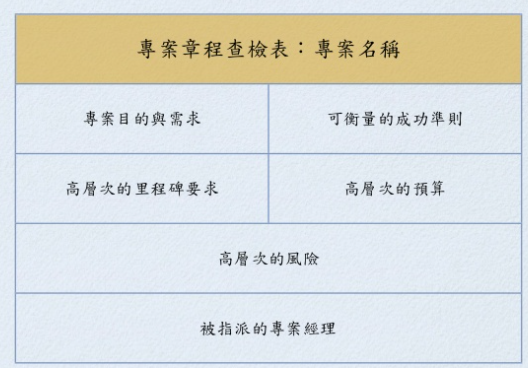 專案章程查檢表：專案名稱
專案目的與需求
可衡量的成功準則
高層次的里程碑要求
高層次的預算
高層次的風險
被指派的專案經理